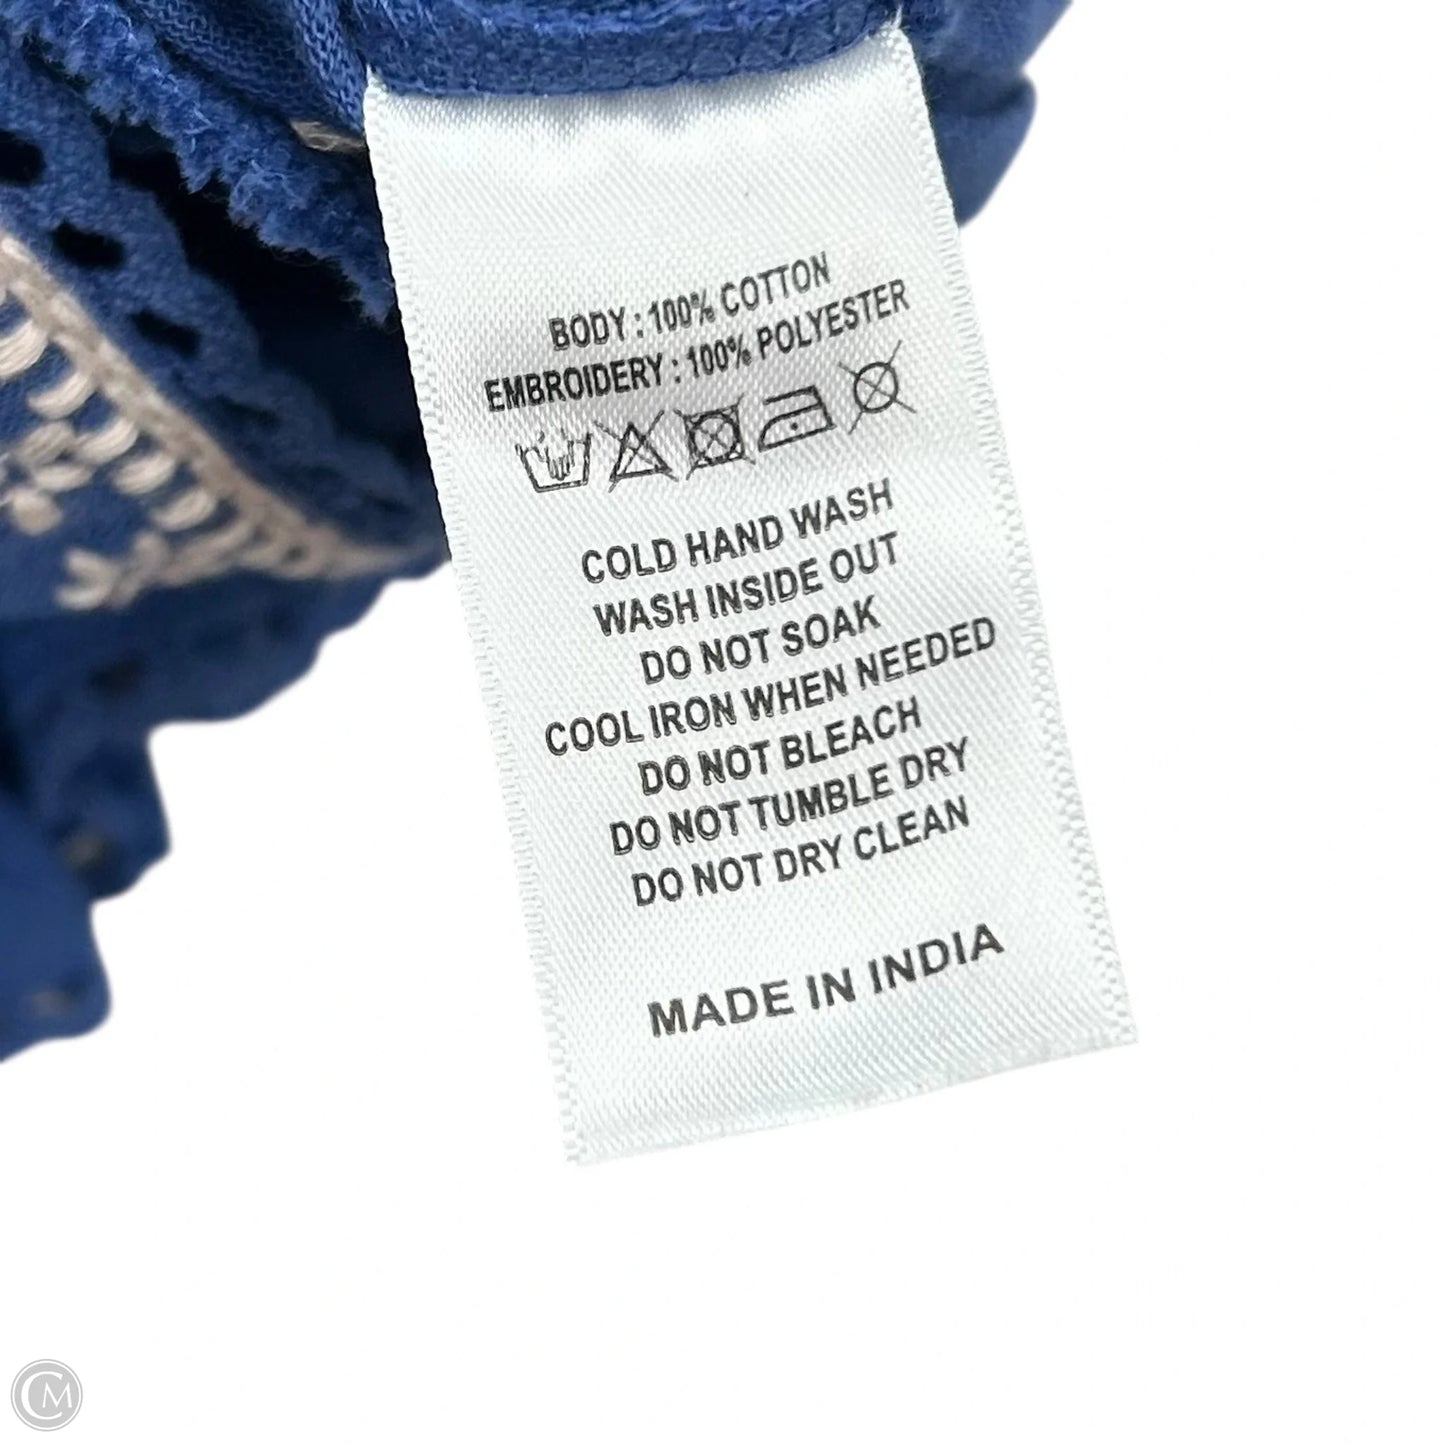 BODY : 100% COTTON
EMBROIDERY : 100% POLYESTER
COLD HAND WASH
WASH INSIDE OUT
DO NOT SOAK
COOL IRON WHEN NEEDED
DO NOT BLEACH
DO NOT TUMBLE DRY
DO NOT DRY CLEAN
MADE IN INDIA
CM